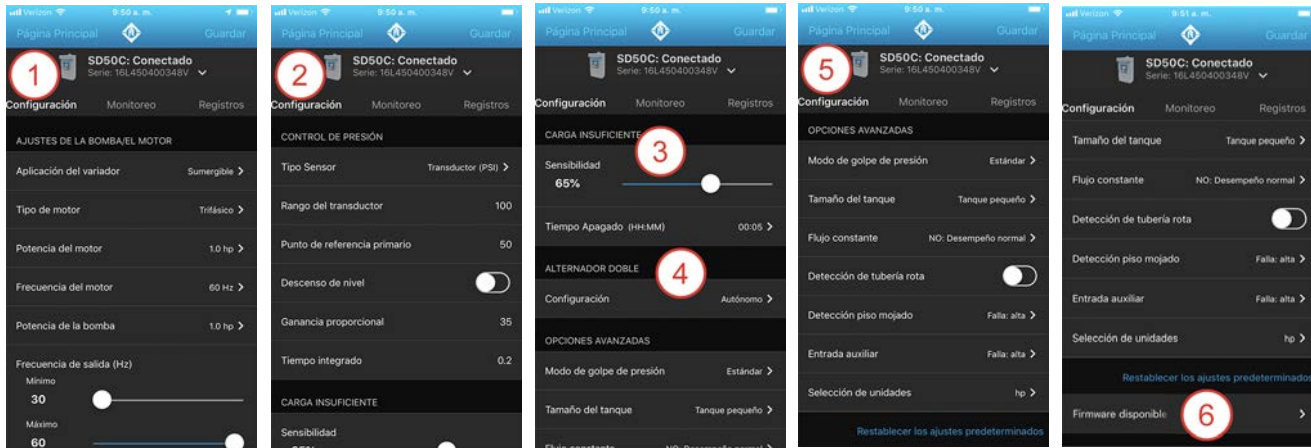 Verizon 9:50 a. m.
Página Principal Guardar
1
SD50C: Conectado
Serie: 16L450400348V
Configuración Monitoreo Registros
AJUSTES DE LA BOMBA/EL MOTOR
Aplicación del variador Sumergible
Tipo de motor Trifásico
Potencia del motor 1.0 hp
Frecuencia del motor 60 Hz
Potencia de la bomba 1.0 hp
Frecuencia de salida (Hz)
Mínimo
30
Máximo
60
Verizon 9:50 a. m.
Página Principal Guardar
2
SD50C: Conectado
Serie: 16L450400348V
Configuración Monitoreo Registros
CONTROL DE PRESIÓN
Tipo Sensor Transductor (PSI)
Rango del transductor 100
Punto de referencia primario 50
Descenso de nivel
Ganancia proporcional 35
Tiempo integrado 0.2
CARGA INSUFICIENTE
Sensibilidad
65%
Verizon 9:50 a. m.
Página Principal Guardar
SD50C: Conectado
Serie: 16L450400348V
Configuración Monitoreo Registros
CARGA INSUFICIENTE
3
Sensibilidad
65%
Tiempo Apagado (HH:MM) 00:05
ALTERNADOR DOBLE
4
Configuración Autónomo
OPCIONES AVANZADAS
Modo de golpe de presión Estándar
Tamaño del tanque Tanque pequeño
Flujo constante NO: Desempeño normal
Verizon 9:50 a. m.
Página Principal Guardar
5
SD50C: Conectado
Serie: 16L450400348V
Configuración Monitoreo Registros
OPCIONES AVANZADAS
Modo de golpe de presión Estándar
Tamaño del tanque Tanque pequeño
Flujo constante NO: Desempeño normal
Detección de tubería rota
Detección piso mojado Falla: alta
Entrada auxiliar Falla: alta
Selección de unidades hp
Restablecer los ajustes predeterminados
Verizon 9:51 a. m.
Página Principal Guardar
SD50C: Conectado
Serie: 16L450400348V
Configuración Monitoreo Registros
Tamaño del tanque Tanque pequeño
Flujo constante NO: Desempeño normal
Detección de tubería rota
Detección piso mojado Falla: alta
Entrada auxiliar Falla: alta
Selección de unidades hp
Restablecer los ajustes predeterminados
Firmware disponible
6